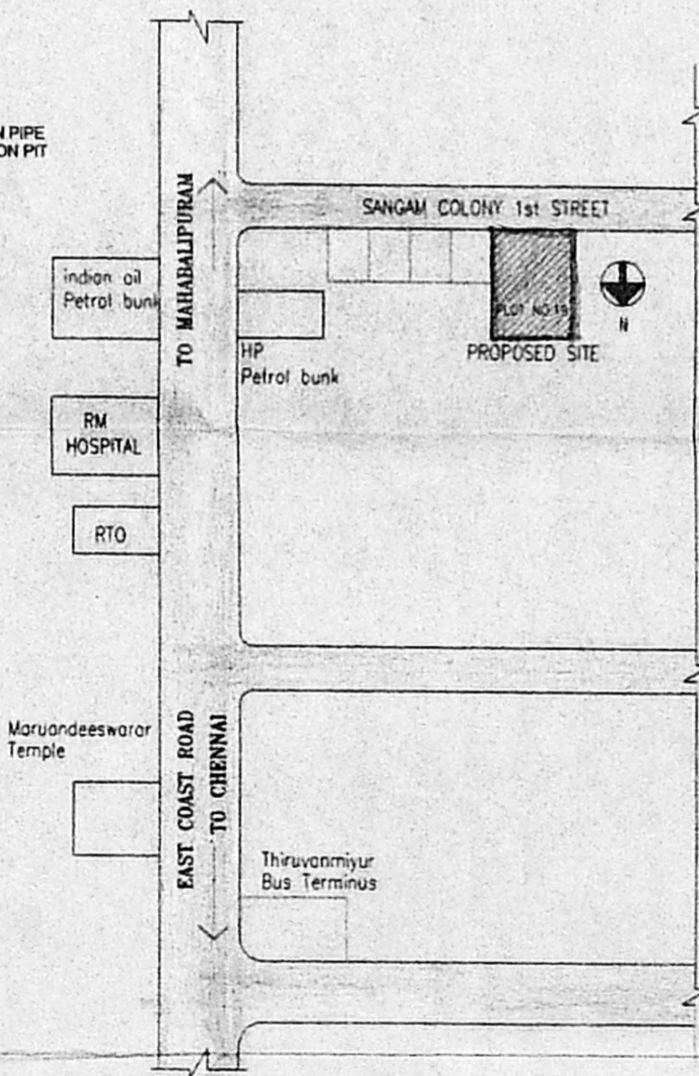 N PIPE
ON PIT
TO MAHABALIPURAM
SANGAM COLONY 1st STREET
indian oil
Petrol bunk
HP
Petrol bunk
PLOT NO:19
PROPOSED SITE
N
RM
HOSPITAL
RTO
Maruandeeswarar
Temple
EAST COAST ROAD
TO CHENNAI
Thiruvanmiyur
Bus Terminus